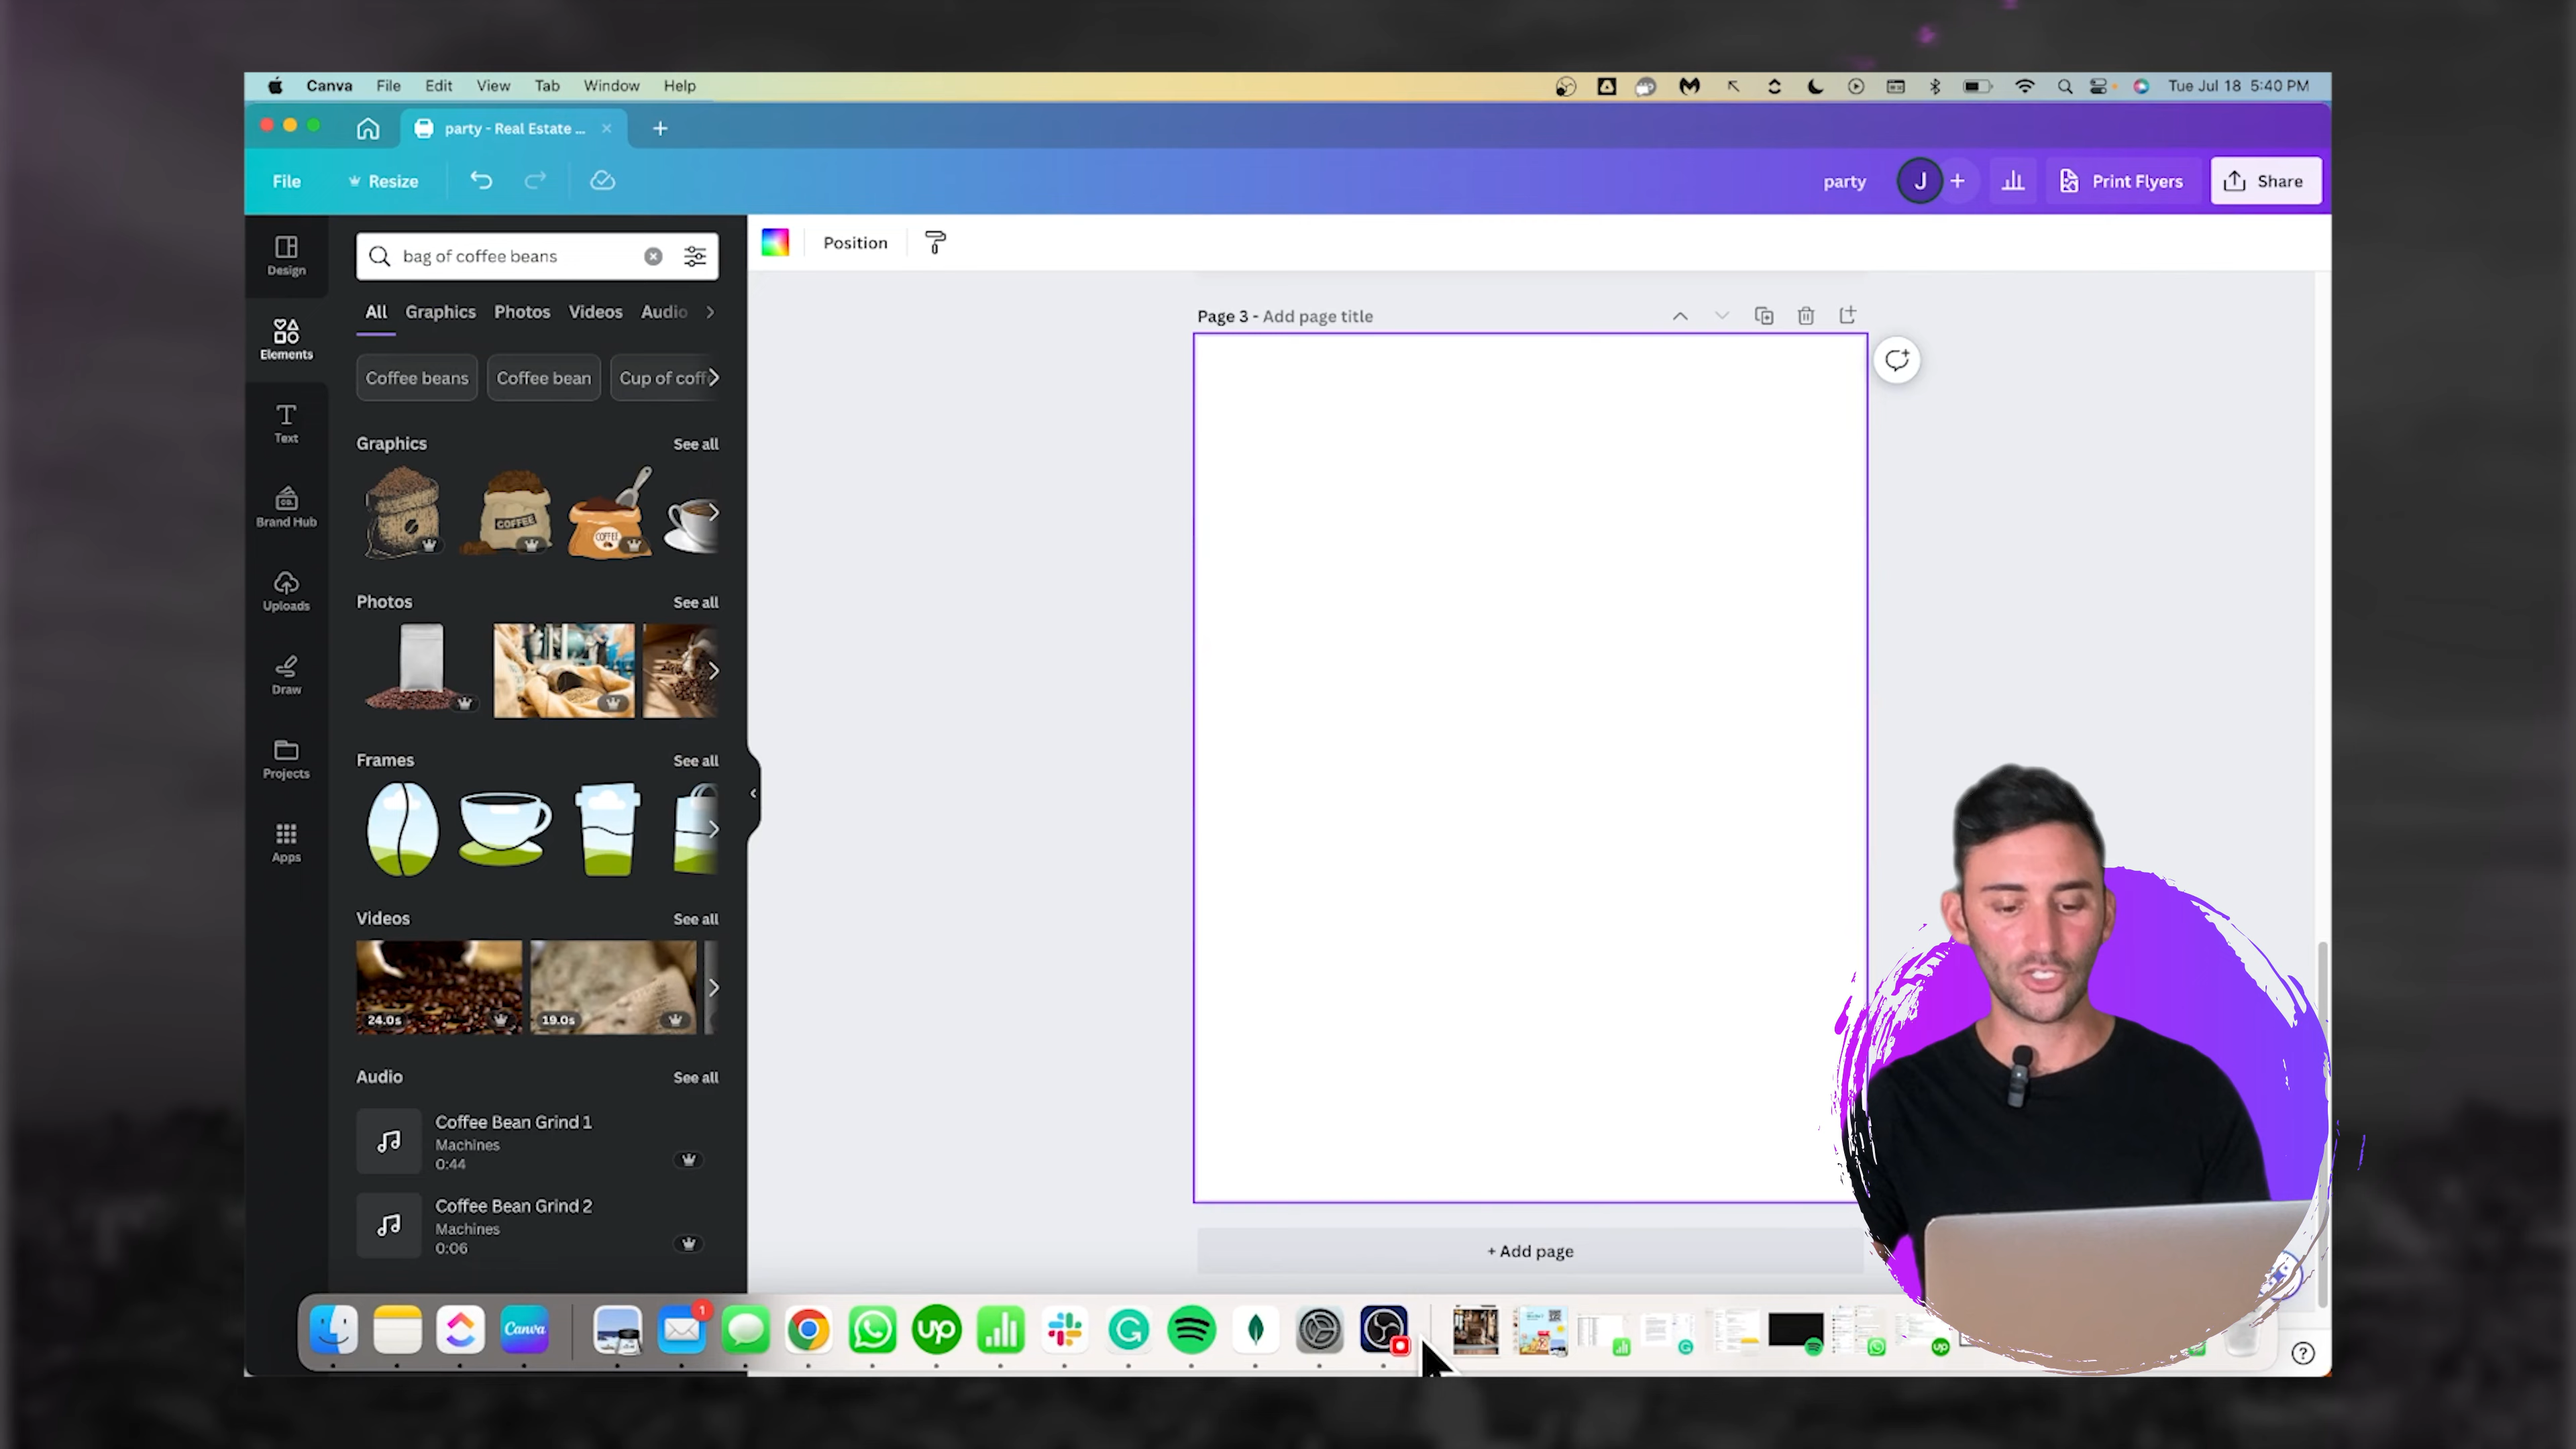 Canva File Edit View Tab Window Help
Tue Jul 18 5:40 PM
party - Real Estate ...
File Resize
party J Print Flyers Share
Design
Elements
Text
Brand Hub
Uploads
Draw
Projects
Apps
bag of coffee beans
All Graphics Photos Videos Audio
Coffee beans Coffee bean Cup of coff
Graphics See all
COFFEE
COFFEE
Photos See all
Frames See all
Videos See all
24.0s 19.0s
Audio See all
Coffee Bean Grind 1
Machines
0:44
Coffee Bean Grind 2
Machines
0:06
Position
Page 3 - Add page title
+ Add page
Canva
1
up
?